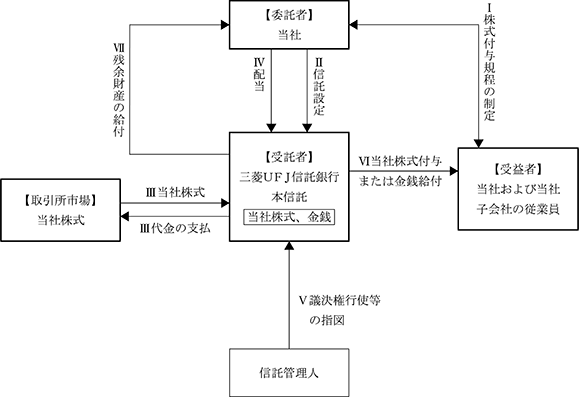 【委託者】
当社
Ⅰ株式付与規程の制定
Ⅶ残余財産の給付
Ⅳ配当
Ⅱ信託設定
【受託者】
三菱ＵＦＪ信託銀行
本信託
当社株式、金銭
Ⅵ当社株式付与
または金銭給付
【受益者】
当社および当社
子会社の従業員
【取引所市場】
当社株式
Ⅲ当社株式
Ⅲ代金の支払
Ⅴ議決権行使等
の指図
信託管理人